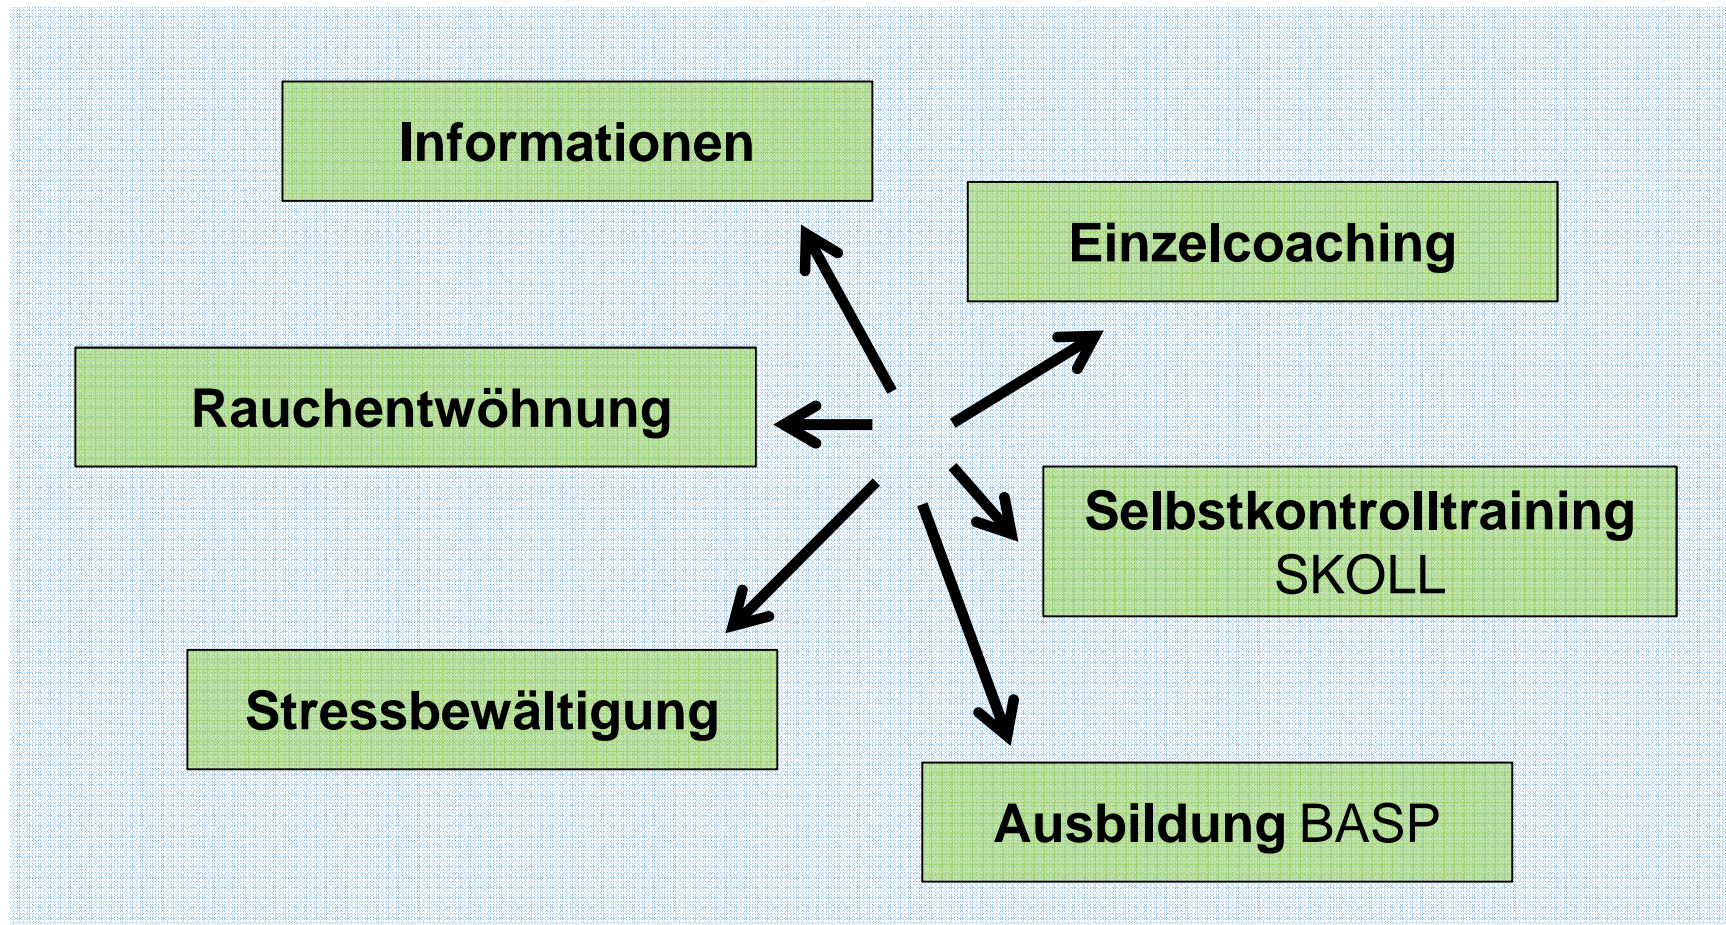 Informationen
Einzelcoaching
Rauchentwöhnung
Selbstkontrolltraining
SKOLL
Stressbewältigung
Ausbildung BASP